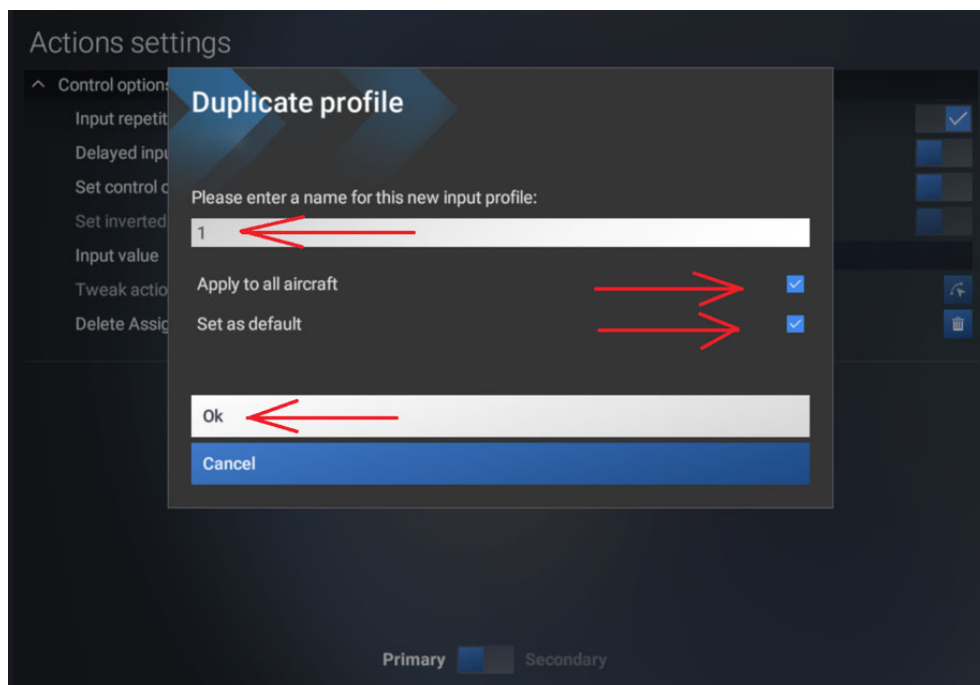 Actions settings
Control option
Duplicate profile
Input repetit
Delayed inpu
Set control c
Please enter a name for this new input profile:
Set inverted
1
Input value
Apply to all aircraft
Tweak actio
Set as default
Delete Assig
Ok
Cancel
Primary Secondary